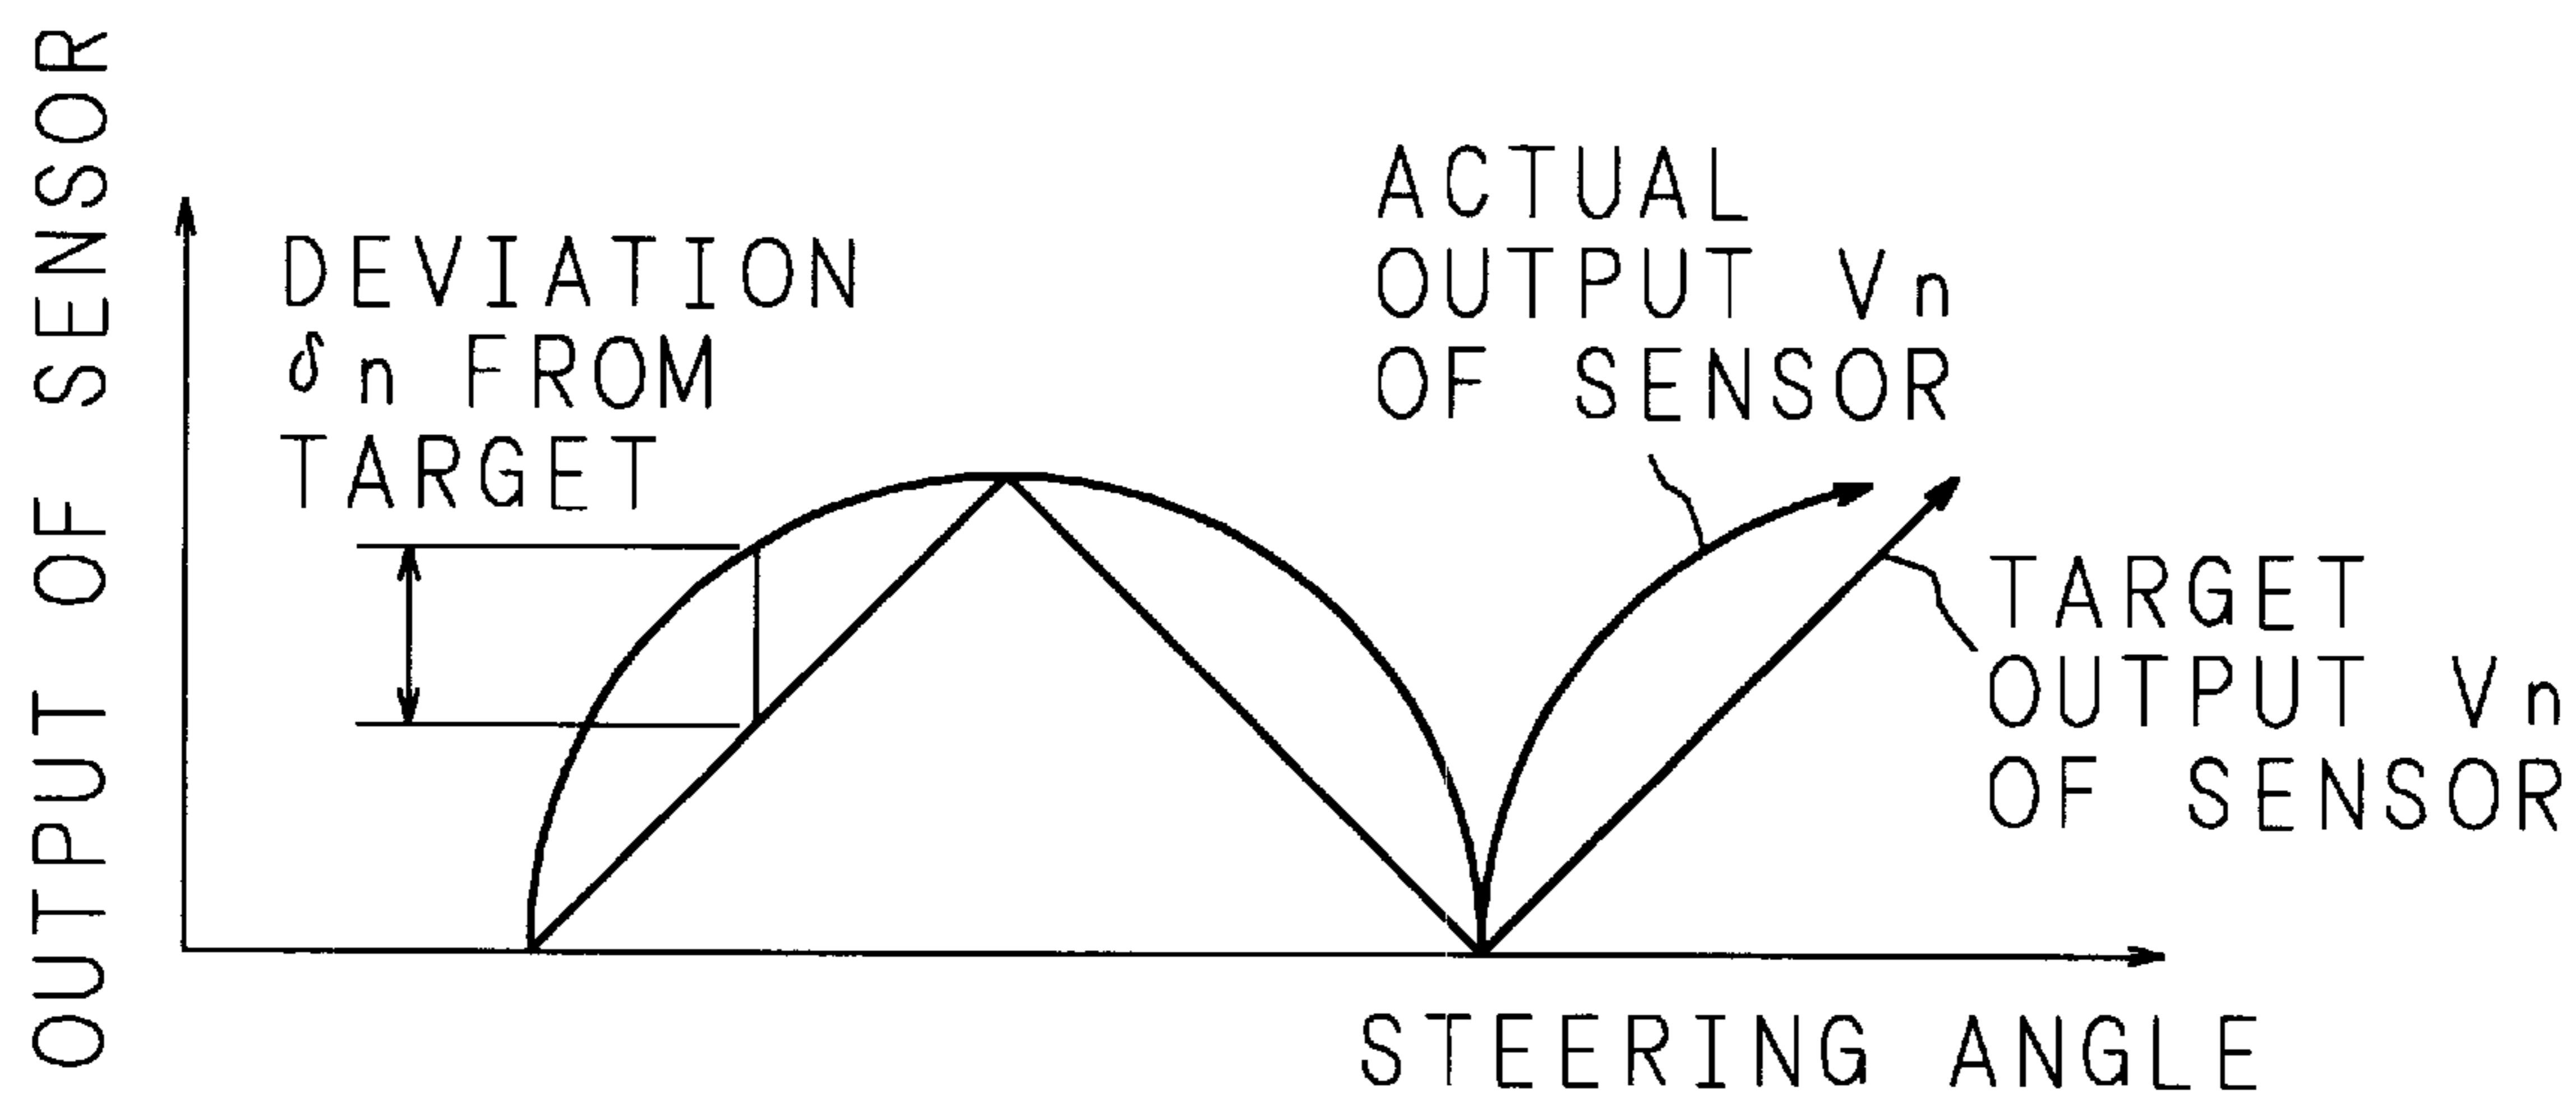 OUTPUT OF SENSOR
DEVIATION
δn FROM
TARGET
ACTUAL
OUTPUT Vn
OF SENSOR
TARGET
OUTPUT Vn
OF SENSOR
STEERING ANGLE